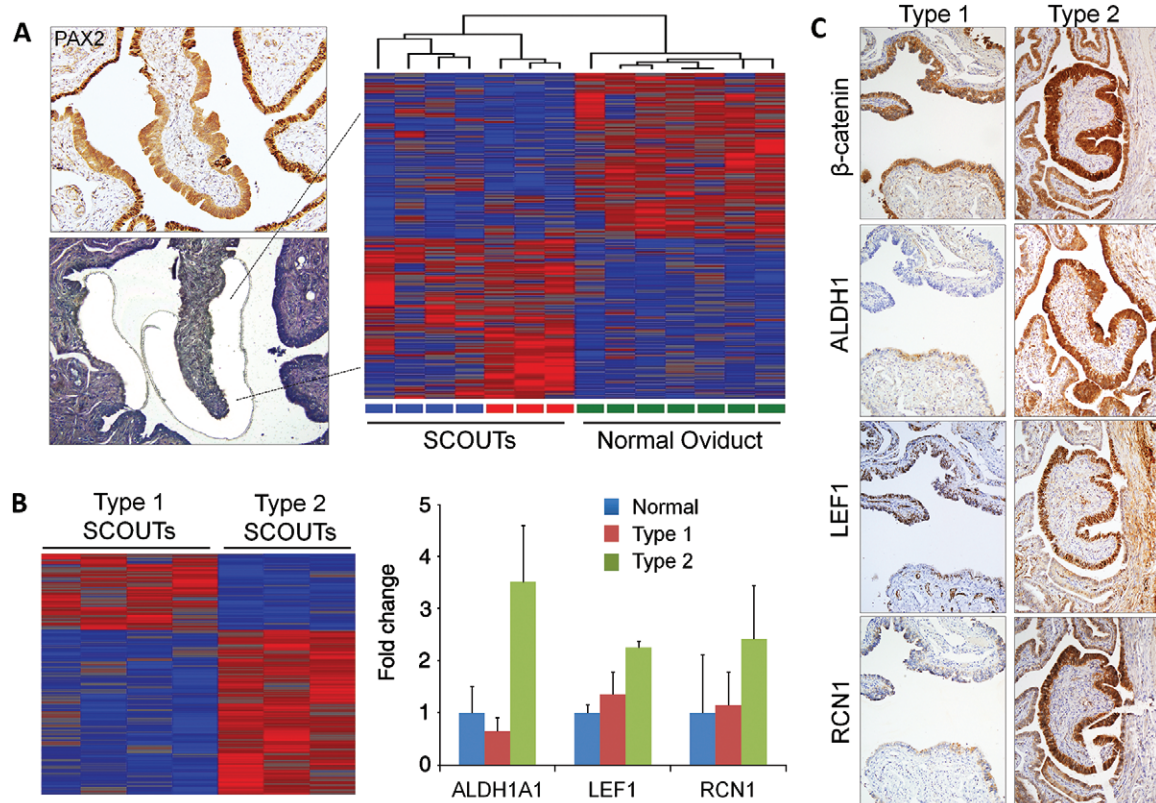 A
PAX2
SCOUTs
Normal Oviduct
B
Type 1
SCOUTs
Type 2
SCOUTs
Fold change
5
4
3
2
1
0
Normal
Type 1
Type 2
ALDH1A1
LEF1
RCN1
C
Type 1
Type 2
β-catenin
ALDH1
LEF1
RCN1